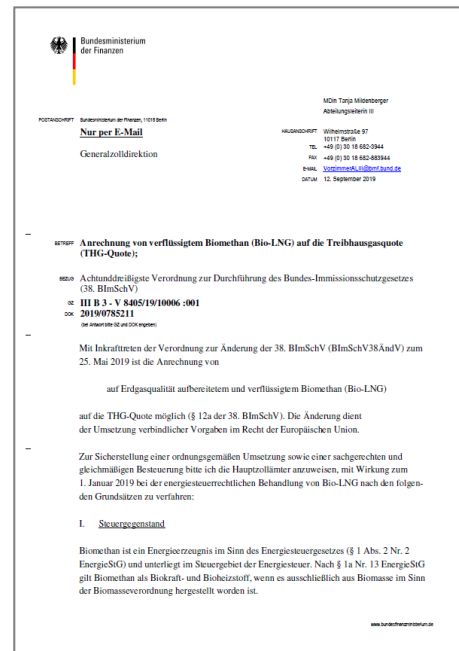 Bundesministerium
der Finanzen
MDin Tanja Mildenberger
Abteilungsleiterin III
POSTANSCHRIFT Bundesministerium der Finanzen, 11016 Berlin
Nur per E-Mail
Generalzolldirektion
HAUSANSCHRIFT Wilhelmstraße 97
10117 Berlin
TEL +49 (0) 30 18 682-3944
FAX +49 (0) 30 18 682-883944
E-MAIL VorzimmerALIII@bmf.bund.de
DATUM 12. September 2019
BETREFF Anrechnung von verflüssigtem Biomethan (Bio-LNG) auf die Treibhausgasquote
(THG-Quote);
BEZUG Achtunddreißigste Verordnung zur Durchführung des Bundes-Immissionsschutzgesetzes
(38. BImSchV)
GZ III B 3 - V 8405/19/10006 :001
DOK 2019/0785211
(bei Antwort bitte GZ und DOK angeben)
Mit Inkrafttreten der Verordnung zur Änderung der 38. BImSchV (BImSchV38ÄndV) zum
25. Mai 2019 ist die Anrechnung von
auf Erdgasqualität aufbereitetem und verflüssigtem Biomethan (Bio-LNG)
auf die THG-Quote möglich (§ 12a der 38. BImSchV). Die Änderung dient
der Umsetzung verbindlicher Vorgaben im Recht der Europäischen Union.
Zur Sicherstellung einer ordnungsgemäßen Umsetzung sowie einer sachgerechten und
gleichmäßigen Besteuerung bitte ich die Hauptzollämter anzuweisen, mit Wirkung zum
1. Januar 2019 bei der energiesteuerrechtlichen Behandlung von Bio-LNG nach den folgen-
den Grundsätzen zu verfahren:
I. Steuergegenstand
Biomethan ist ein Energieerzeugnis im Sinn des Energiesteuergesetzes (§ 1 Abs. 2 Nr. 2
EnergieStG) und unterliegt im Steuergebiet der Energiesteuer. Nach § 1a Nr. 13 EnergieStG
gilt Biomethan als Biokraft- und Bioheizstoff, wenn es ausschließlich aus Biomasse im Sinn
der Biomasseverordnung hergestellt worden ist.
www.bundesfinanzministerium.de